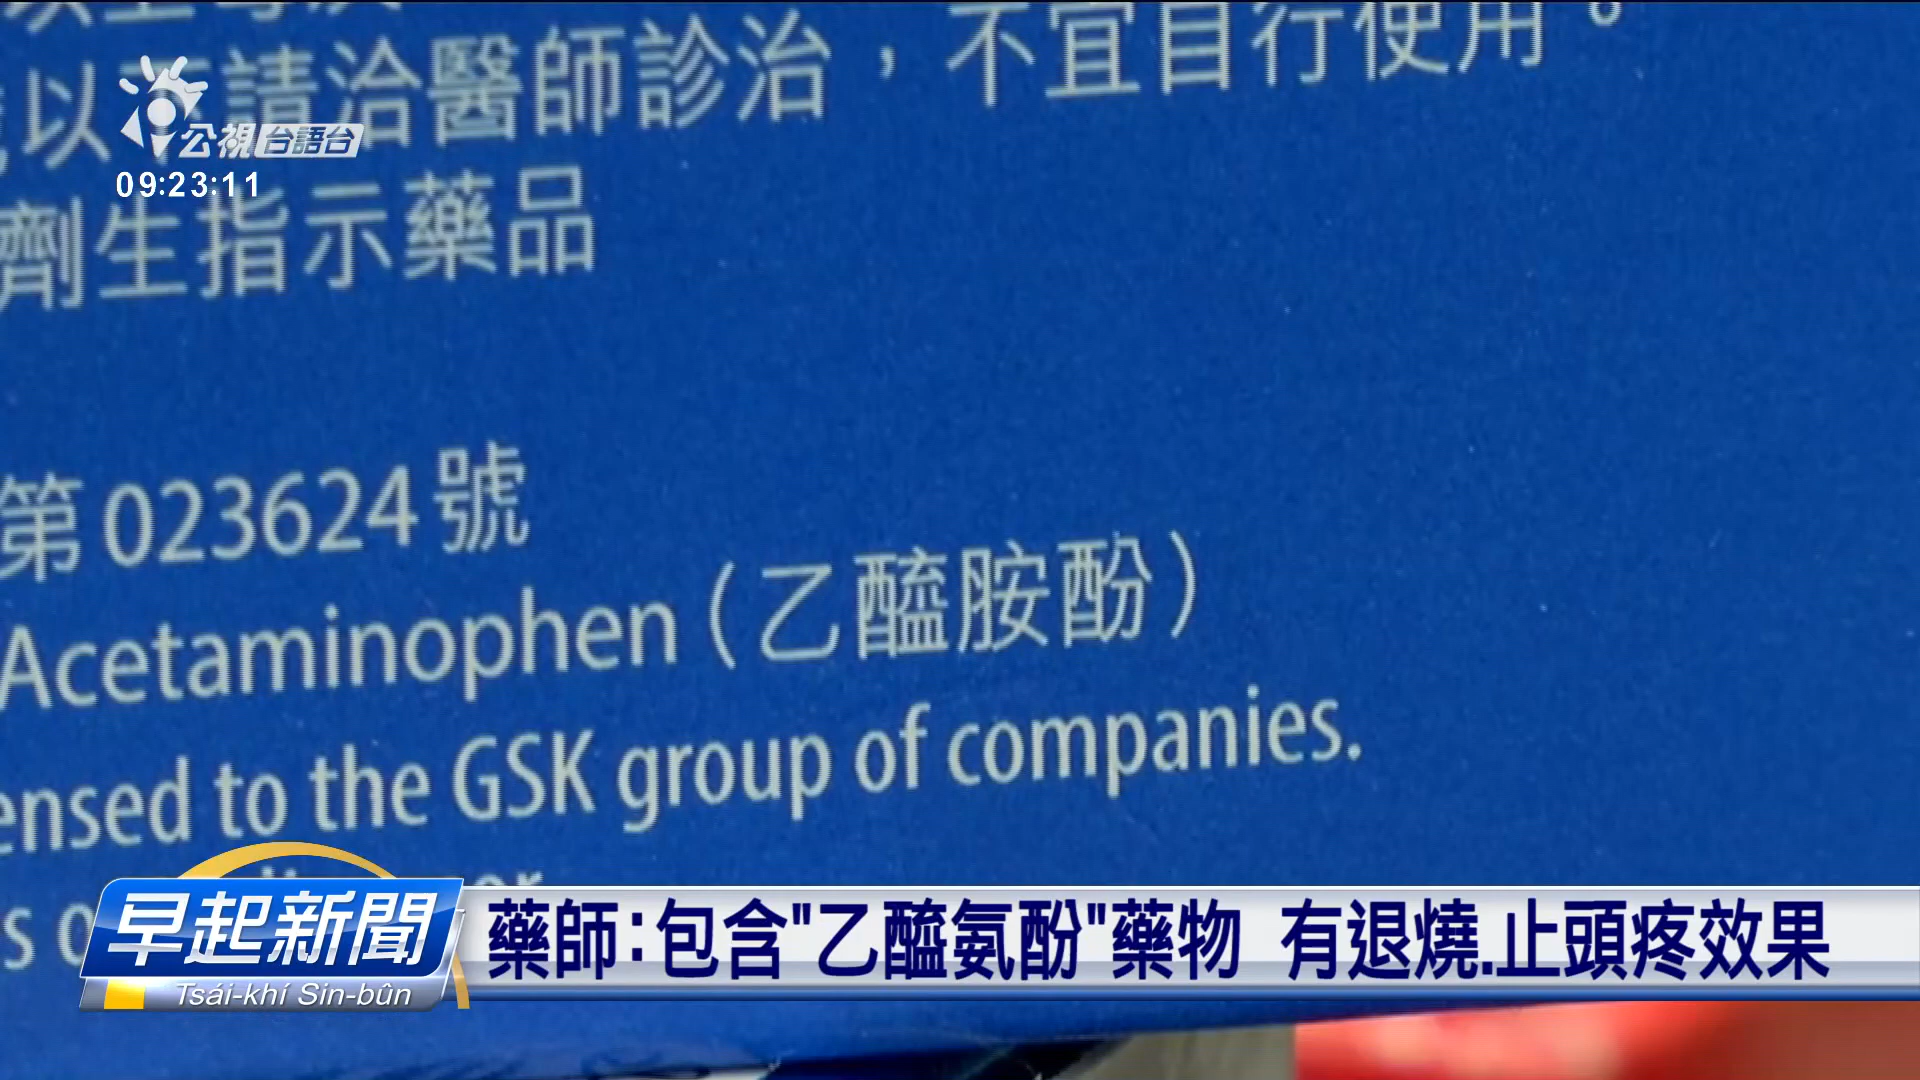 以下請洽醫師診治，不宜自行使用。
公視台語台
09:23:11
劑生指示藥品
第023624號
Acetaminophen（乙醯胺酚）
ensed to the GSK group of companies.
早起新聞
Tsái-khí Sin-bûn
藥師：包含"乙醯氨酚"藥物 有退燒.止頭疼效果